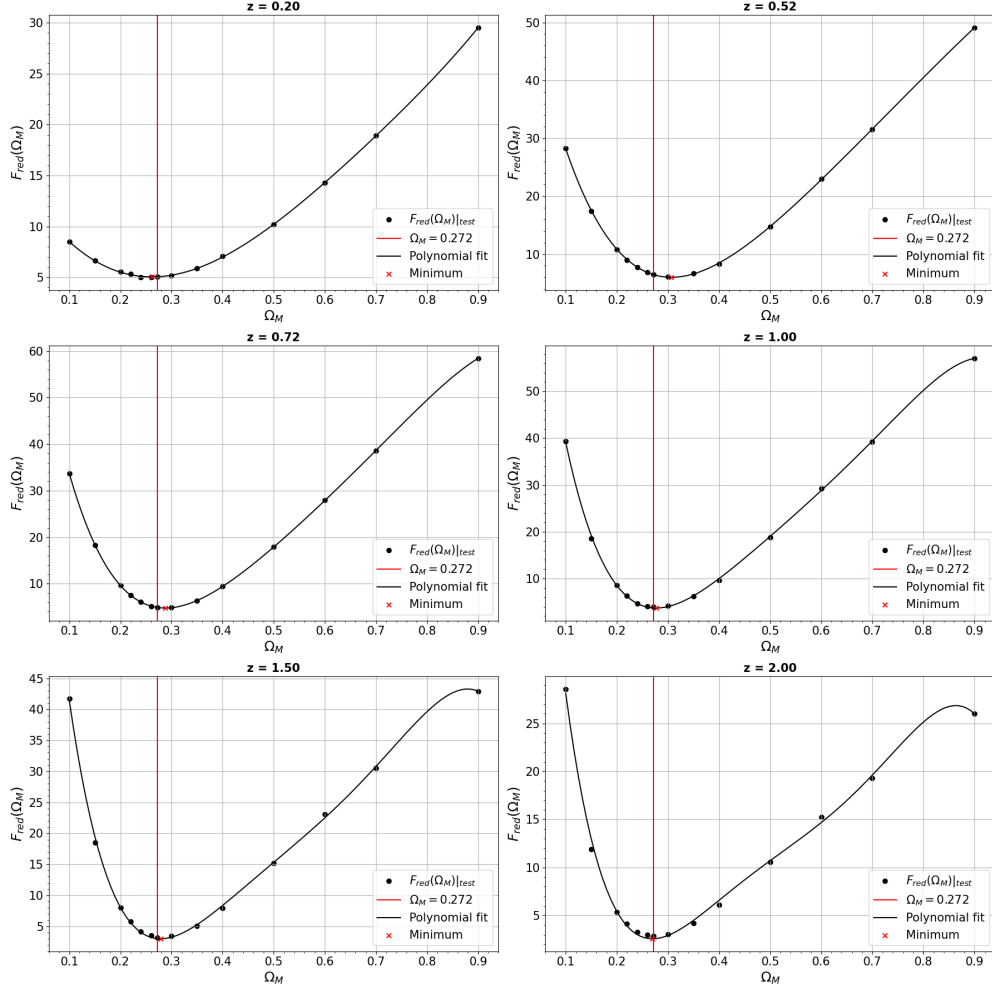 z = 0.20
30
25
20
15
10
5
F_red(Ω_M)
0.1 0.2 0.3 0.4 0.5 0.6 0.7 0.8 0.9
Ω_M
F_red(Ω_M)|_test
Ω_M = 0.272
Polynomial fit
Minimum
z = 0.52
50
40
30
20
10
F_red(Ω_M)
0.1 0.2 0.3 0.4 0.5 0.6 0.7 0.8 0.9
Ω_M
F_red(Ω_M)|_test
Ω_M = 0.272
Polynomial fit
Minimum
z = 0.72
60
50
40
30
20
10
F_red(Ω_M)
0.1 0.2 0.3 0.4 0.5 0.6 0.7 0.8 0.9
Ω_M
F_red(Ω_M)|_test
Ω_M = 0.272
Polynomial fit
Minimum
z = 1.00
50
40
30
20
10
F_red(Ω_M)
0.1 0.2 0.3 0.4 0.5 0.6 0.7 0.8 0.9
Ω_M
F_red(Ω_M)|_test
Ω_M = 0.272
Polynomial fit
Minimum
z = 1.50
45
40
35
30
25
20
15
10
5
F_red(Ω_M)
0.1 0.2 0.3 0.4 0.5 0.6 0.7 0.8 0.9
Ω_M
F_red(Ω_M)|_test
Ω_M = 0.272
Polynomial fit
Minimum
z = 2.00
25
20
15
10
5
F_red(Ω_M)
0.1 0.2 0.3 0.4 0.5 0.6 0.7 0.8 0.9
Ω_M
F_red(Ω_M)|_test
Ω_M = 0.272
Polynomial fit
Minimum